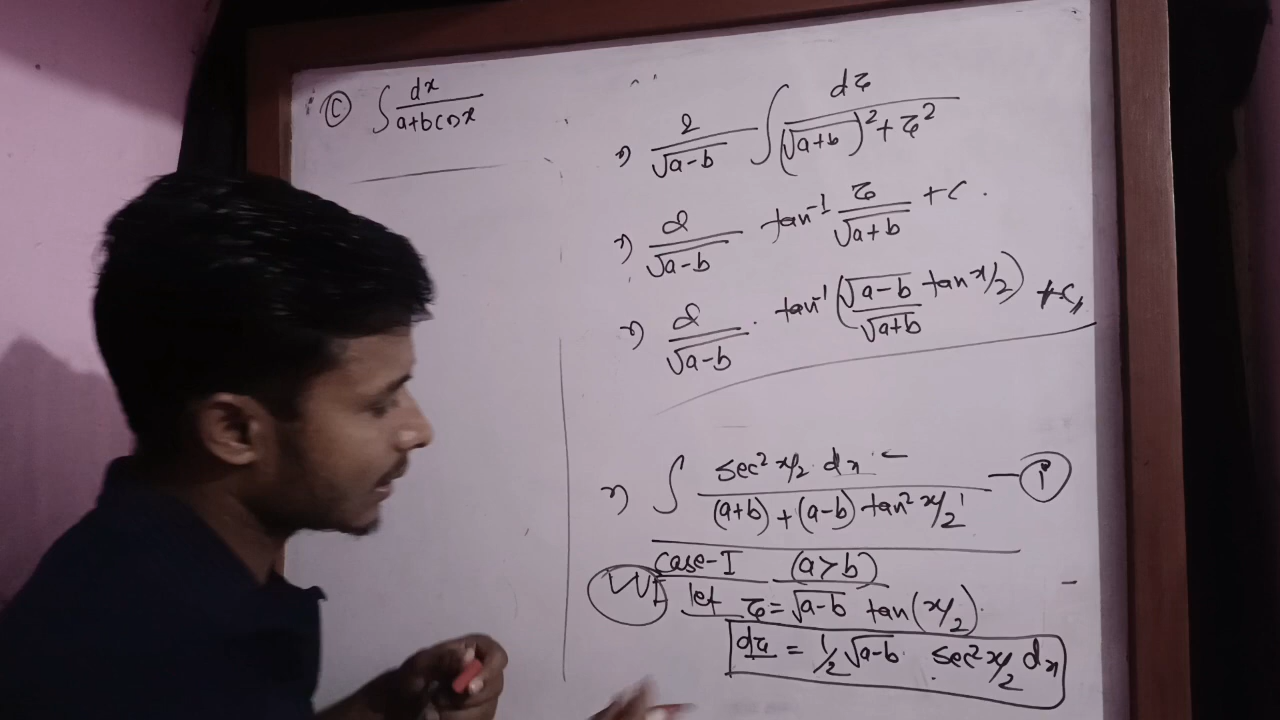 Ⓒ ∫ dx/(a+b cos x)
⇒ 2/√(a-b) ∫ dz/((√(a+b))² + z²)
⇒ 2/√(a-b) tan⁻¹ z/√(a+b) + c.
⇒ 2/√(a-b) · tan⁻¹ (√(a-b)/√(a+b) tan x/2) + c,
⇒ ∫ sec² x/2 dx / ((a+b) + (a-b) tan² x/2) — ⓘ
case-I (a>b)
let z = √(a-b) tan(x/2).
dz = 1/2 √(a-b) sec² x/2 dx